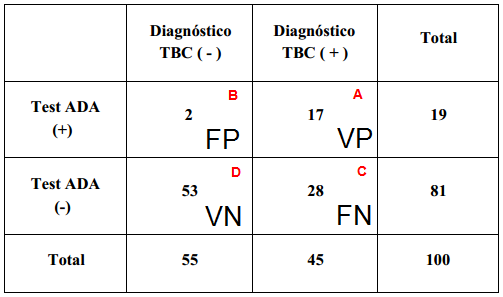 Diagnóstico TBC ( - )
Diagnóstico TBC ( + )
Total
Test ADA (+)
2 B FP
17 A VP
19
Test ADA (-)
53 D VN
28 C FN
81
Total
55
45
100